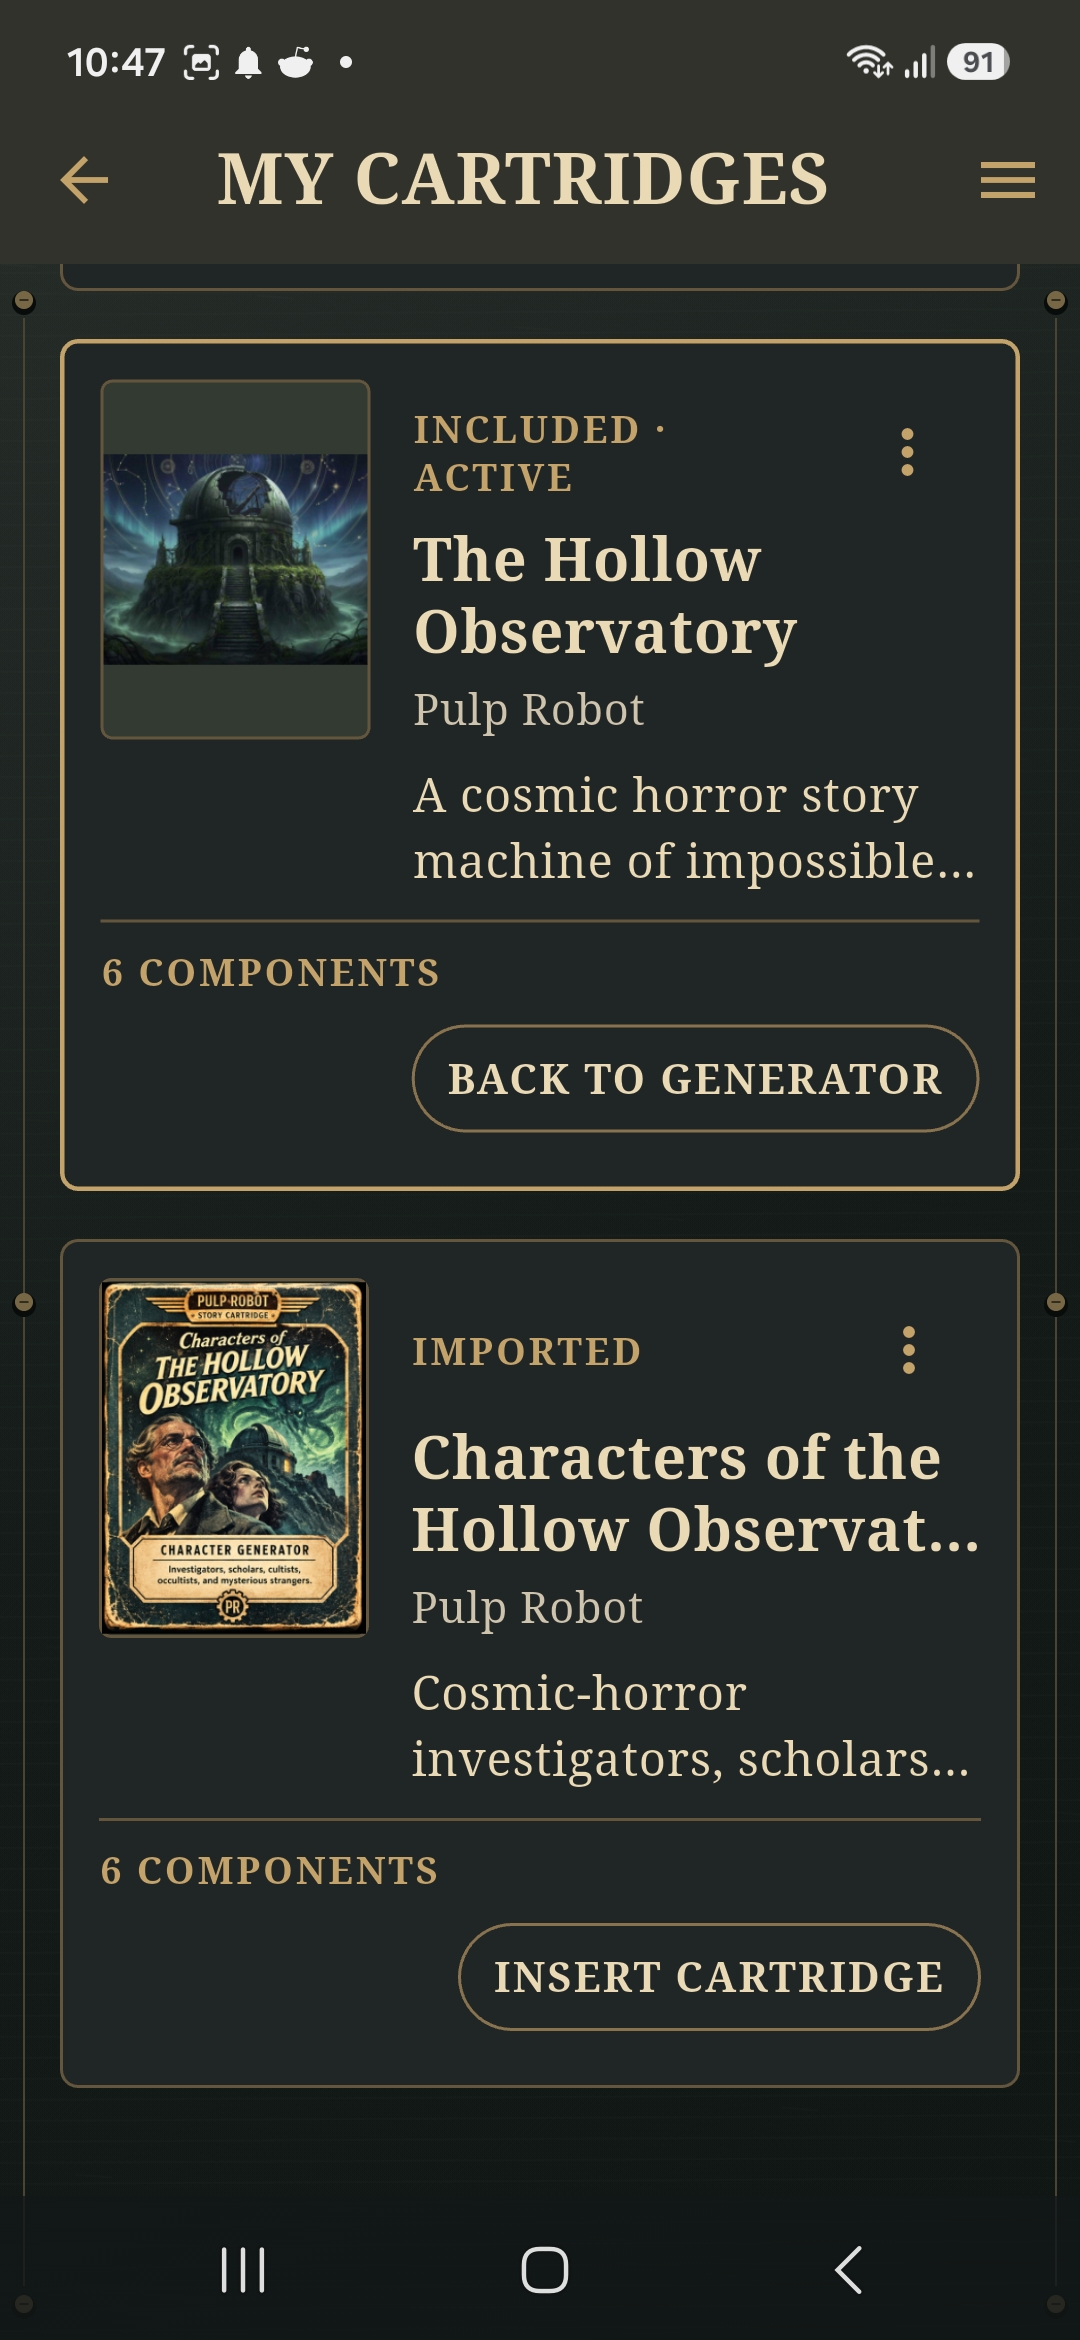 10:47
91
MY CARTRIDGES
INCLUDED ·
ACTIVE
The Hollow
Observatory
Pulp Robot
A cosmic horror story
machine of impossible...
6 COMPONENTS
BACK TO GENERATOR
PULP-ROBOT
STORY CARTRIDGE
Characters of
THE HOLLOW
OBSERVATORY
CHARACTER GENERATOR
Investigators, scholars, cultists,
occultists, and mysterious strangers.
PR
IMPORTED
Characters of the
Hollow Observat...
Pulp Robot
Cosmic-horror
investigators, scholars...
6 COMPONENTS
INSERT CARTRIDGE